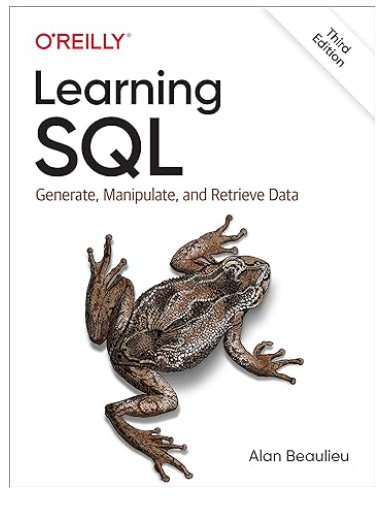 O'REILLY®
Third
Edition
Learning
SQL
Generate, Manipulate, and Retrieve Data
Alan Beaulieu